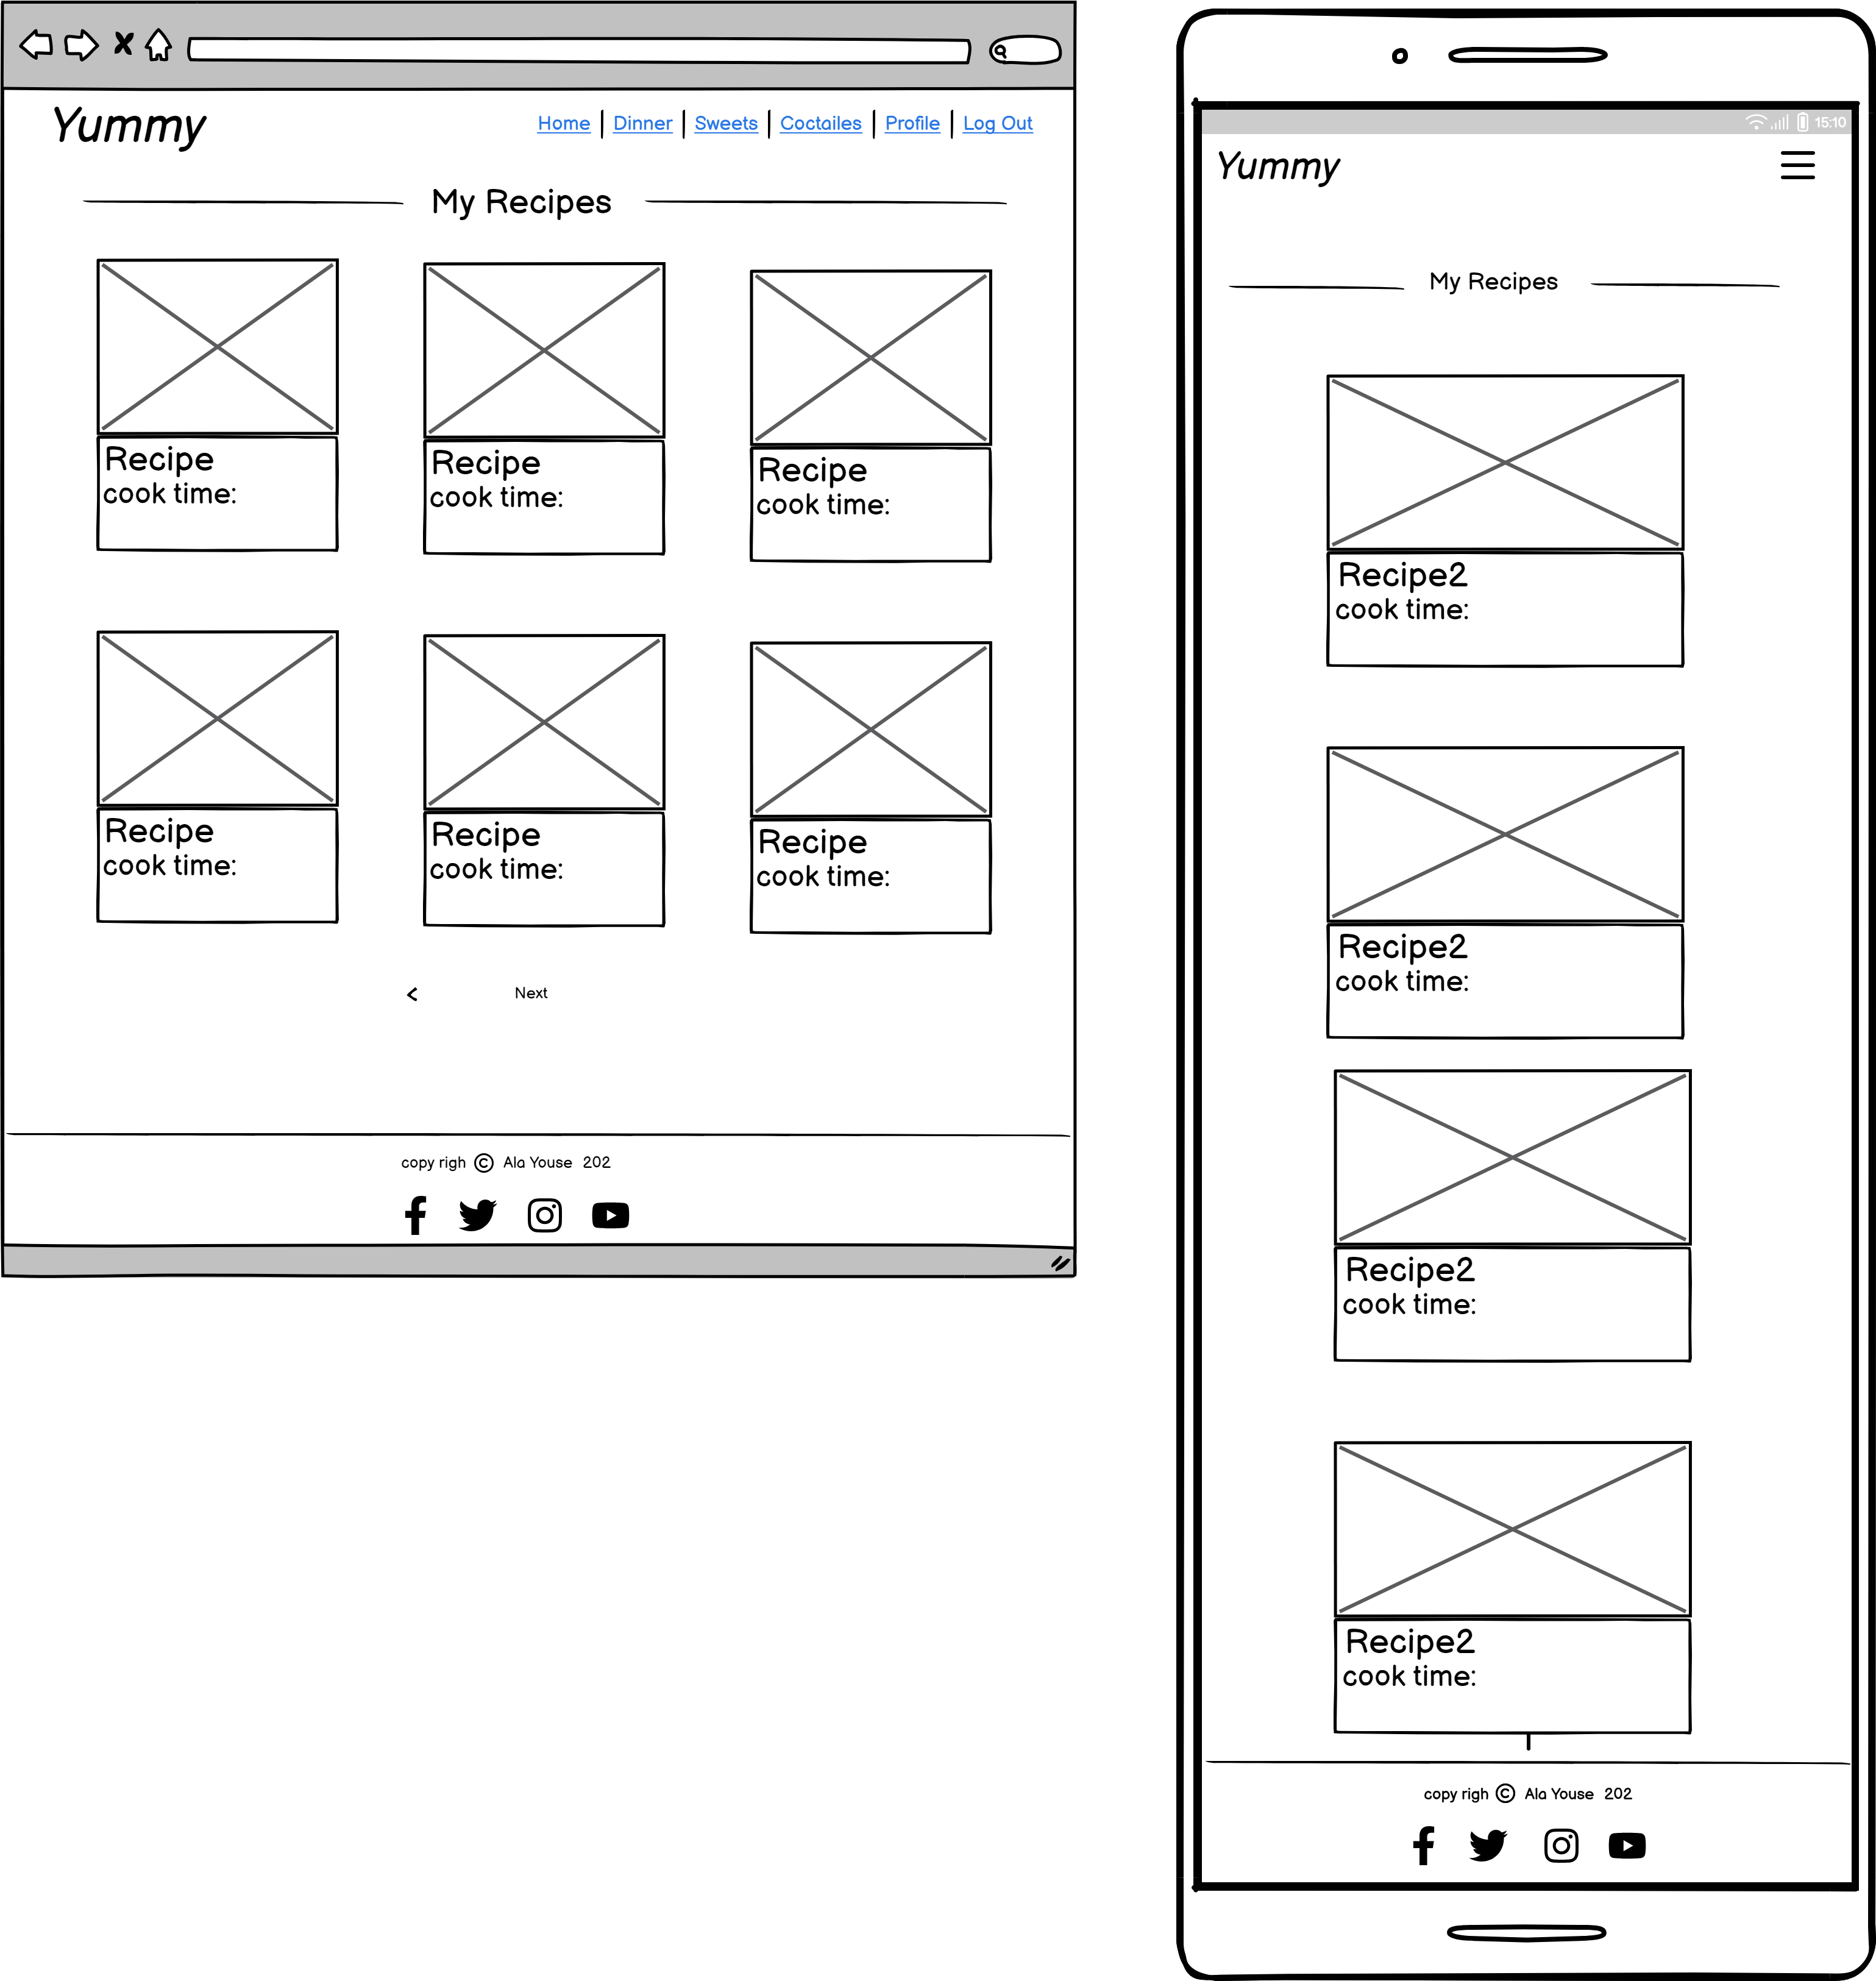 Yummy
Home | Dinner | Sweets | Coctailes | Profile | Log Out
My Recipes
Recipe
cook time:
Recipe
cook time:
Recipe
cook time:
Recipe
cook time:
Recipe
cook time:
Recipe
cook time:
< Next
copy righ © Ala Youse 202
15:10
Yummy
My Recipes
Recipe2
cook time:
Recipe2
cook time:
Recipe2
cook time:
Recipe2
cook time:
copy righ © Ala Youse 202